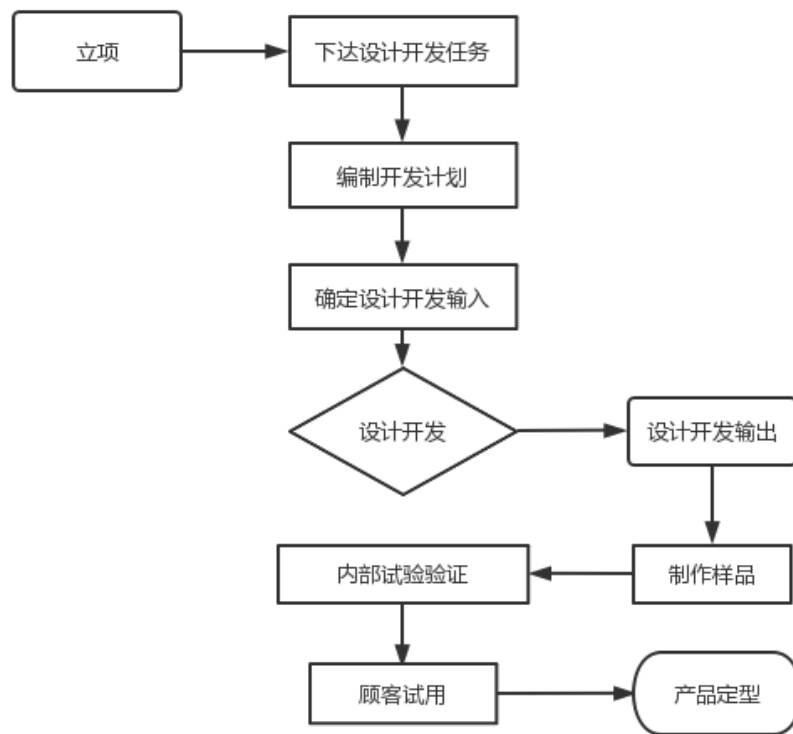 立项
下达设计开发任务
编制开发计划
确定设计开发输入
设计开发
设计开发输出
制作样品
内部试验验证
顾客试用
产品定型